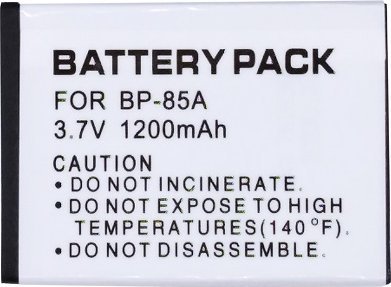 BATTERY PACK
FOR BP-85A
3.7V 1200mAh
CAUTION
•DO NOT INCINERATE.
•DO NOT EXPOSE TO HIGH
TEMPERATURES(140°F)
•DO NOT DISASSEMBLE.